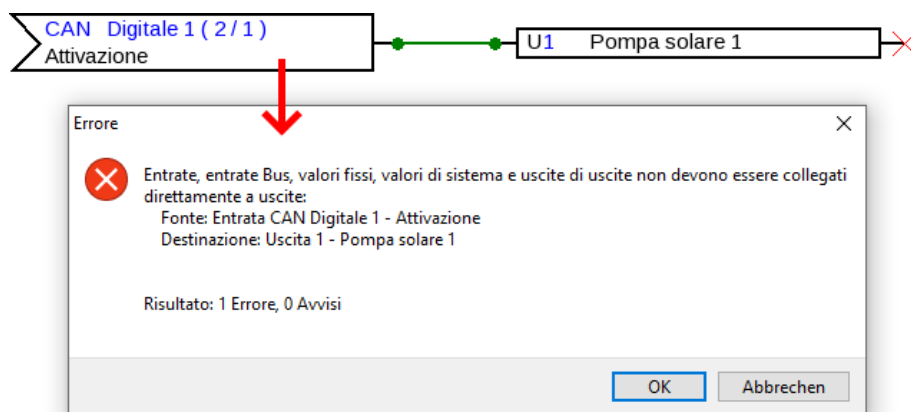 CAN Digitale 1 ( 2 / 1 )
Attivazione
U1 Pompa solare 1
Errore
Entrate, entrate Bus, valori fissi, valori di sistema e uscite di uscite non devono essere collegati
direttamente a uscite:
Fonte: Entrata CAN Digitale 1 - Attivazione
Destinazione: Uscita 1 - Pompa solare 1
Risultato: 1 Errore, 0 Avvisi
OK
Abbrechen